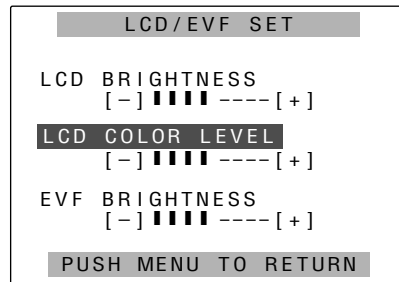 LCD/EVF SET
LCD BRIGHTNESS
[-]▮▮▮▮----[+]
LCD COLOR LEVEL
[-]▮▮▮▮----[+]
EVF BRIGHTNESS
[-]▮▮▮▮----[+]
PUSH MENU TO RETURN